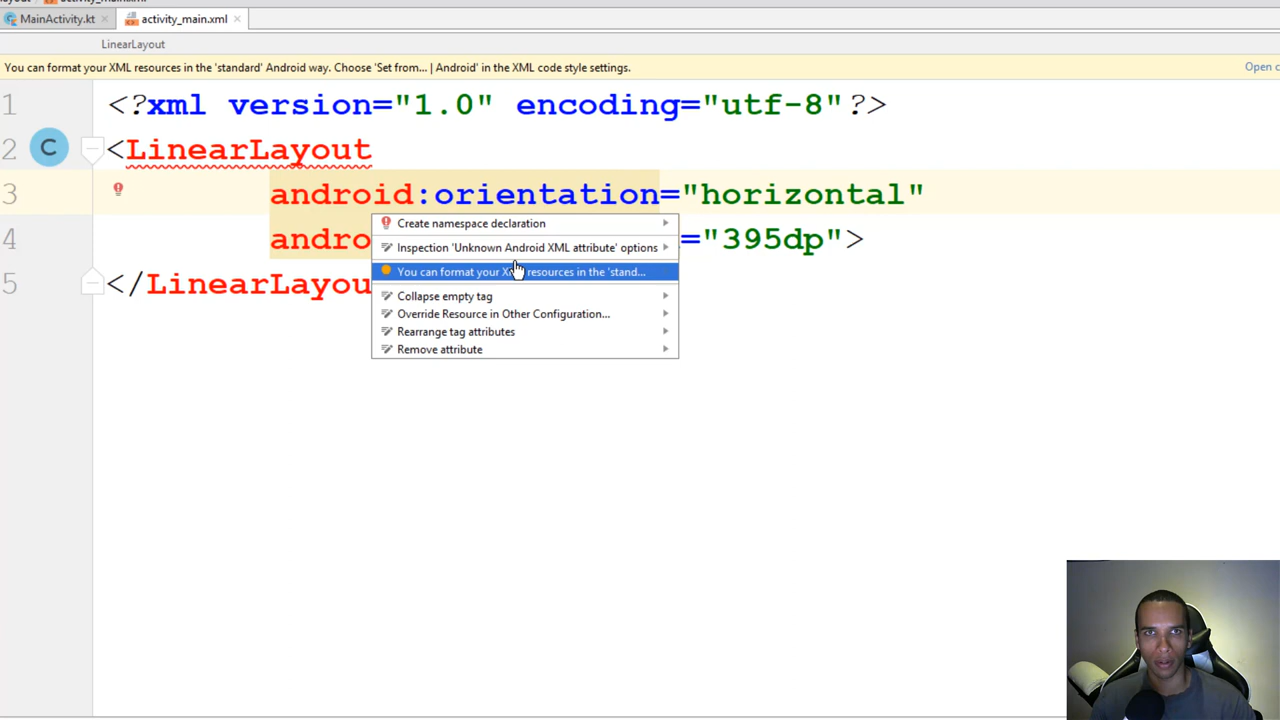 activity_main.xml
MainActivity.kt
activity_main.xml
LinearLayout
You can format your XML resources in the 'standard' Android way. Choose 'Set from... | Android' in the XML code style settings.
Open
1 <?xml version="1.0" encoding="utf-8"?>
2 C <LinearLayout
3 android:orientation="horizontal"
4 andro ="395dp">
5 </LinearLayou
Create namespace declaration
Inspection 'Unknown Android XML attribute' options
You can format your resources in the 'stand...
Collapse empty tag
Override Resource in Other Configuration...
Rearrange tag attributes
Remove attribute